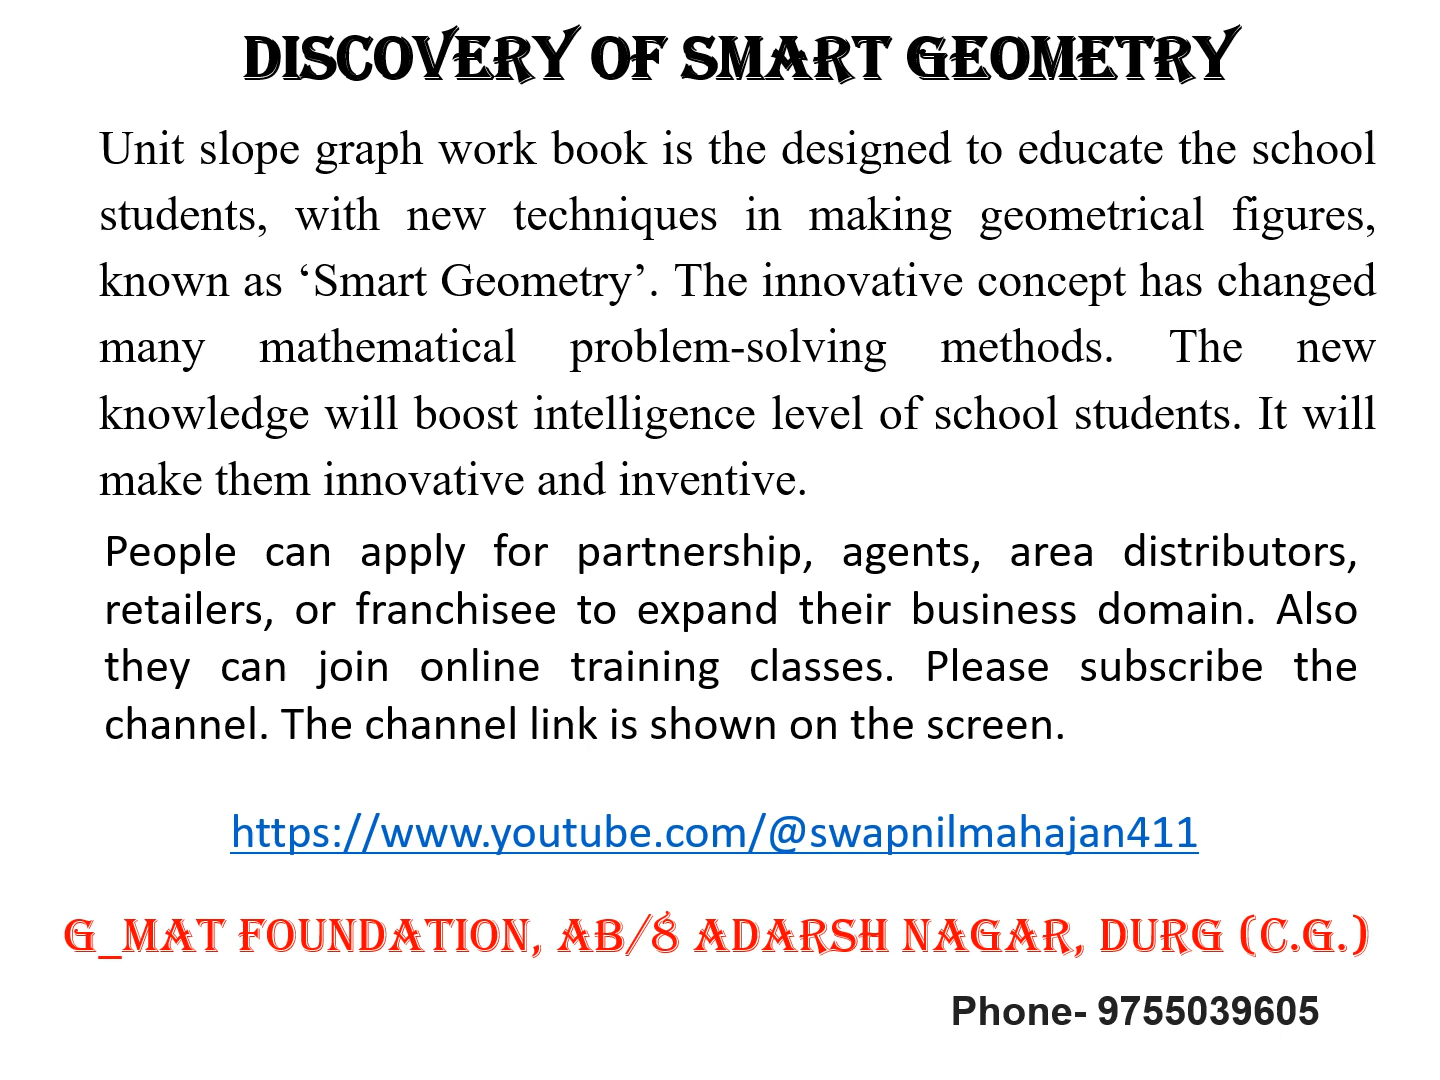 DISCOVERY OF SMART GEOMETRY
Unit slope graph work book is the designed to educate the school
students, with new techniques in making geometrical figures,
known as ‘Smart Geometry’. The innovative concept has changed
many mathematical problem-solving methods. The new
knowledge will boost intelligence level of school students. It will
make them innovative and inventive.
People can apply for partnership, agents, area distributors,
retailers, or franchisee to expand their business domain. Also
they can join online training classes. Please subscribe the
channel. The channel link is shown on the screen.
https://www.youtube.com/@swapnilmahajan411
G_MAT FOUNDATION, AB/8 ADARSH NAGAR, DURG (C.G.)
Phone- 9755039605